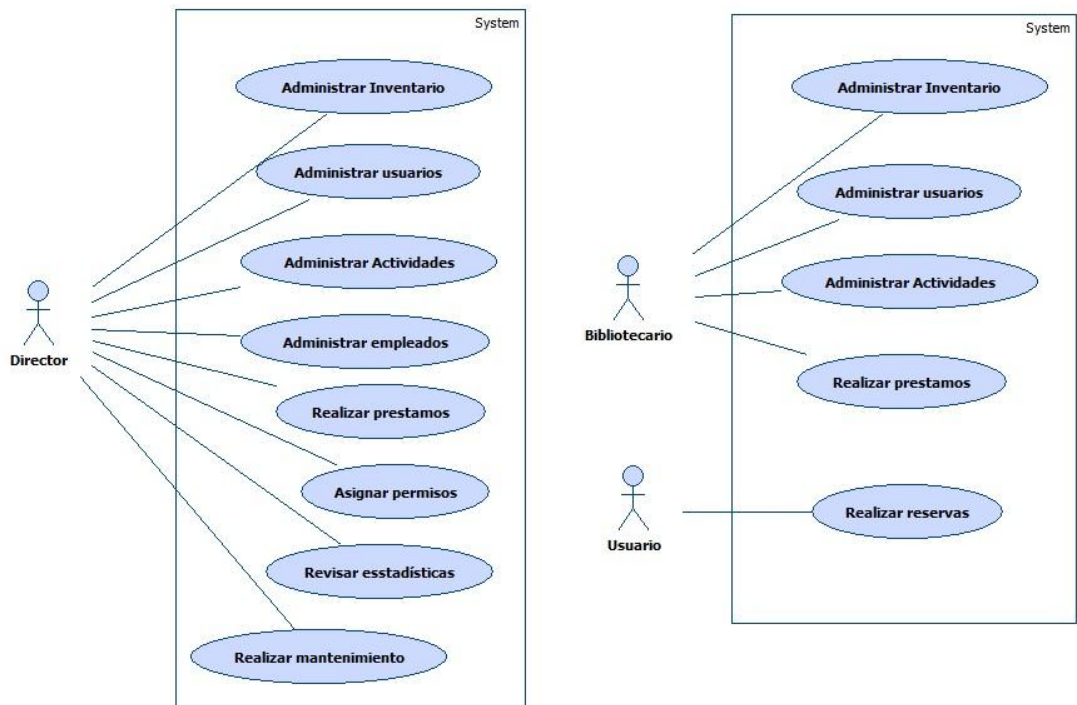 System
Administrar Inventario
Administrar usuarios
Administrar Actividades
Administrar empleados
Director
Realizar prestamos
Asignar permisos
Revisar esstadísticas
Realizar mantenimiento
System
Administrar Inventario
Administrar usuarios
Administrar Actividades
Bibliotecario
Realizar prestamos
Realizar reservas
Usuario